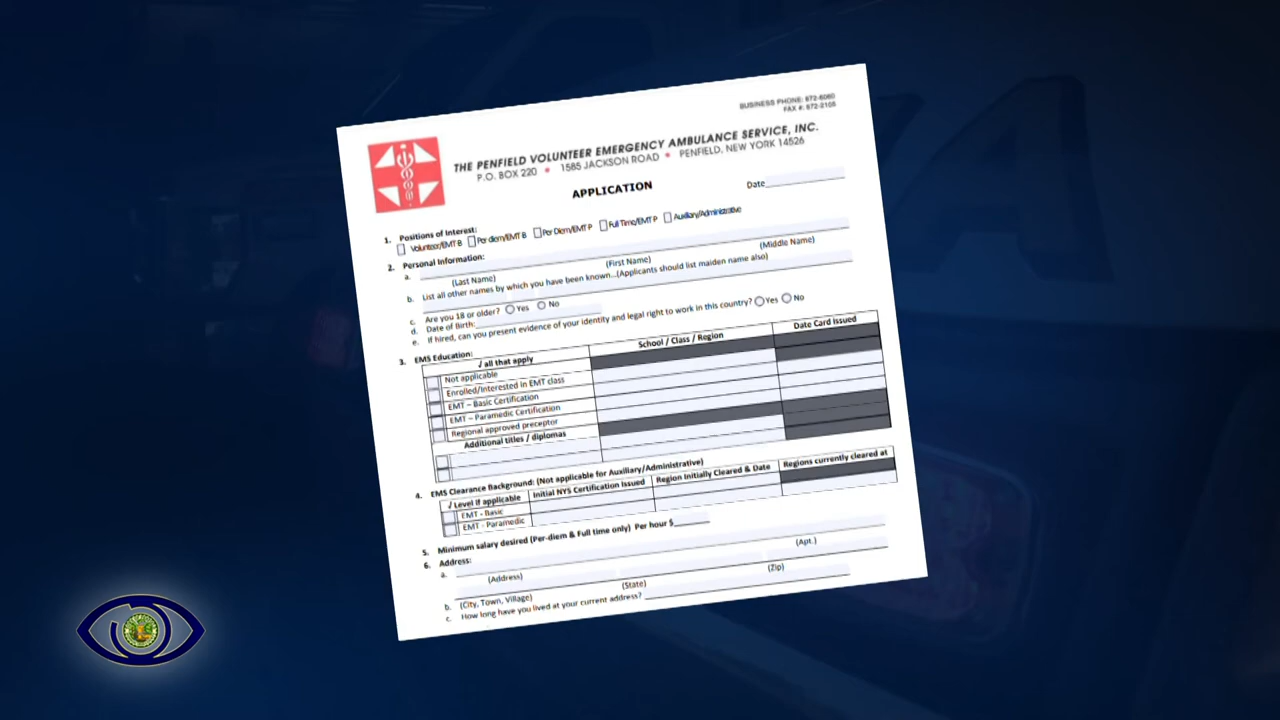 BUSINESS PHONE: 872-6060
FAX #: 872-2105
THE PENFIELD VOLUNTEER EMERGENCY AMBULANCE SERVICE, INC.
P.O. BOX 220 * 1585 JACKSON ROAD * PENFIELD, NEW YORK 14526
APPLICATION
Date
1. Positions of Interest:
Volunteer/EMT B Per diem/EMT B Per Diem/EMT P Full Time/EMT P Auxiliary/Administrative
2. Personal Information:
a.
(Last Name) (First Name) (Middle Name)
b. List all other names by which you have been known...(Applicants should list maiden name also)
c. Are you 18 or older? Yes No
d. Date of Birth:
e. If hired, can you present evidence of your identity and legal right to work in this country? Yes No
3. EMS Education:
√ all that apply School / Class / Region Date Card Issued
Not applicable
Enrolled/Interested in EMT class
EMT – Basic Certification
EMT – Paramedic Certification
Regional approved preceptor
Additional titles / diplomas
4. EMS Clearance Background: (Not applicable for Auxiliary/Administrative)
√ Level if applicable Initial NYS Certification Issued Region Initially Cleared & Date Regions currently cleared at
EMT - Basic
EMT - Paramedic
5. Minimum salary desired (Per-diem & Full time only) Per hour $
6. Address:
a.
(Address) (Apt.)
b. (City, Town, Village) (State) (Zip)
c. How long have you lived at your current address?